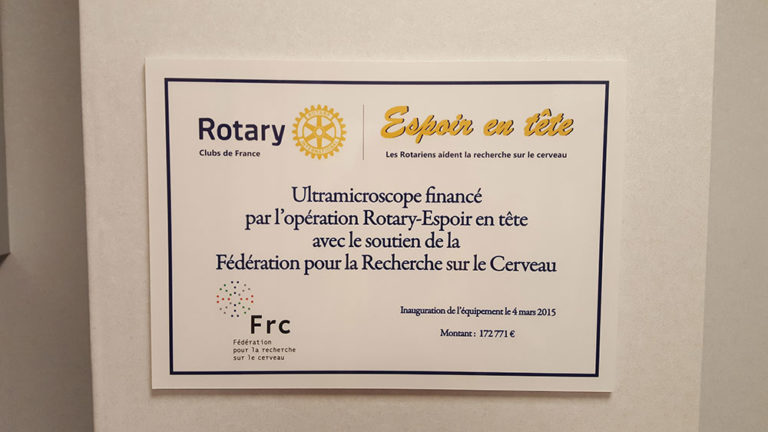 Rotary
Clubs de France
Espoir en tête
Les Rotariens aident la recherche sur le cerveau
Ultramicroscope financé
par l'opération Rotary-Espoir en tête
avec le soutien de la
Fédération pour la Recherche sur le Cerveau
Frc
Fédération
pour la recherche
sur le cerveau
Inauguration de l'équipement le 4 mars 2015
Montant : 172 771 €